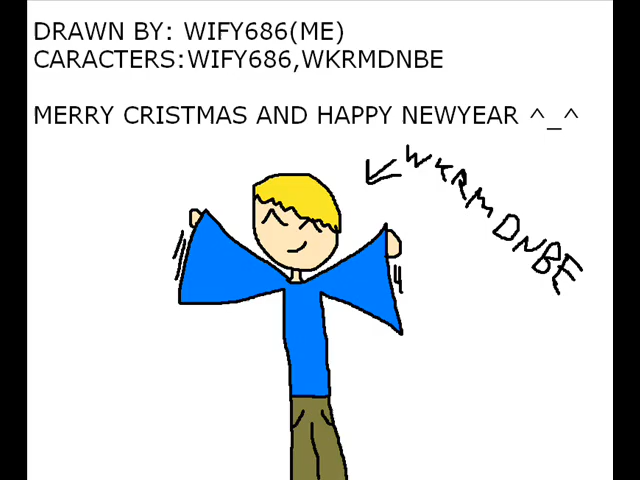 DRAWN BY: WIFY686(ME)
CARACTERS:WIFY686,WKRMDNBE
MERRY CRISTMAS AND HAPPY NEWYEAR ^_^
WKRMDNBE